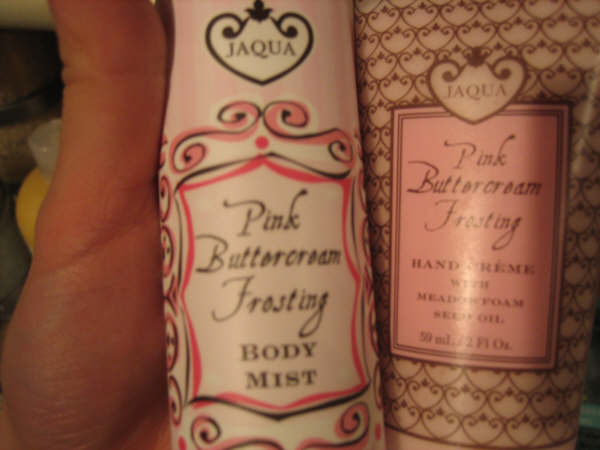 JAQUA
Pink
Buttercream
Frosting
BODY
MIST
JAQUA
Pink
Buttercream
Frosting
HAND CRÈME
WITH
MEADOWFOAM
SEED OIL
59 mL /2 Fl Oz.